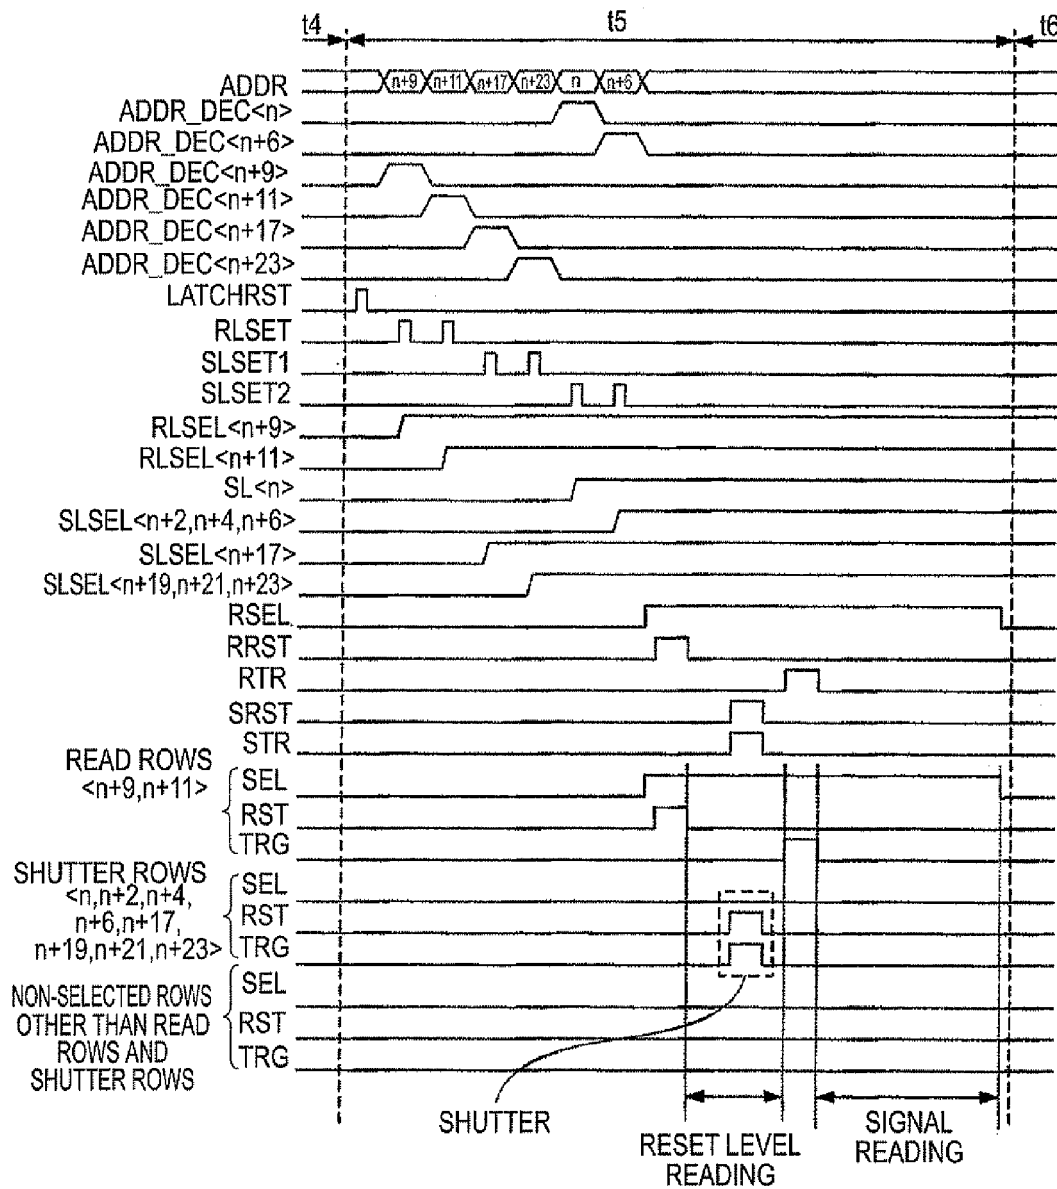 t4 t5 t6
ADDR n+9 n+11 n+17 n+23 n n+6
ADDR_DEC<n>
ADDR_DEC<n+6>
ADDR_DEC<n+9>
ADDR_DEC<n+11>
ADDR_DEC<n+17>
ADDR_DEC<n+23>
LATCHRST
RLSET
SLSET1
SLSET2
RLSEL<n+9>
RLSEL<n+11>
SL<n>
SLSEL<n+2,n+4,n+6>
SLSEL<n+17>
SLSEL<n+19,n+21,n+23>
RSEL
RRST
RTR
SRST
STR
READ ROWS
<n+9,n+11>
SEL
RST
TRG
SHUTTER ROWS
<n,n+2,n+4,
n+6,n+17,
n+19,n+21,n+23>
SEL
RST
TRG
NON-SELECTED ROWS
OTHER THAN READ
ROWS AND
SHUTTER ROWS
SEL
RST
TRG
SHUTTER
RESET LEVEL
READING
SIGNAL
READING